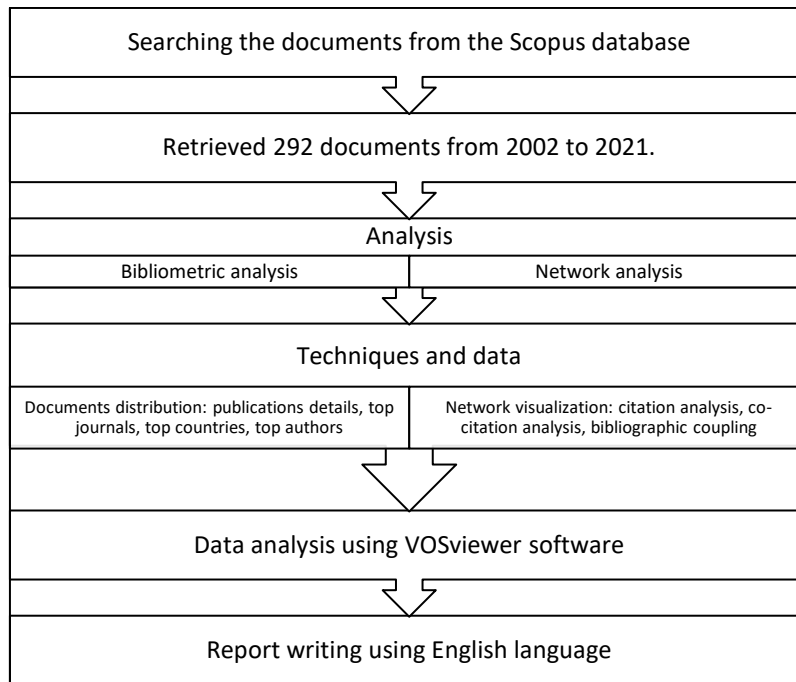 Searching the documents from the Scopus database
Retrieved 292 documents from 2002 to 2021.
Analysis
Bibliometric analysis
Network analysis
Techniques and data
Documents distribution: publications details, top
journals, top countries, top authors
Network visualization: citation analysis, co-
citation analysis, bibliographic coupling
Data analysis using VOSviewer software
Report writing using English language